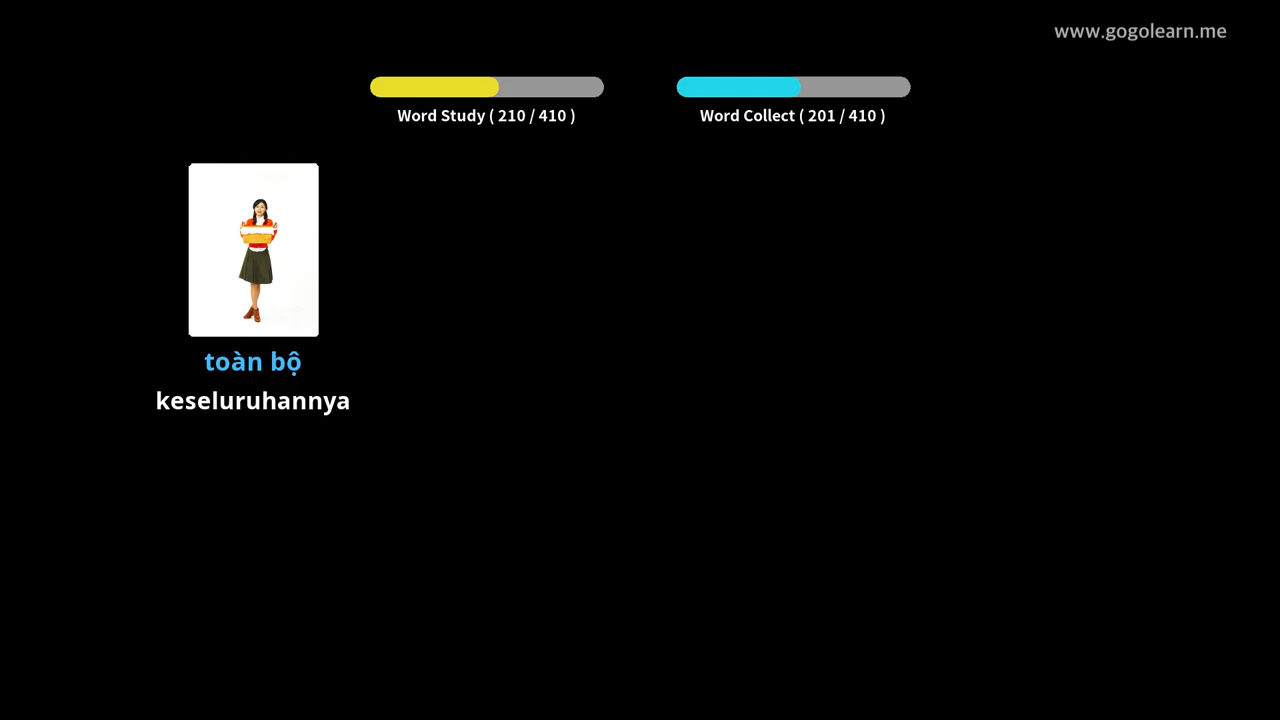 www.gogolearn.me
Word Study ( 210 / 410 )
Word Collect ( 201 / 410 )
toàn bộ
keseluruhannya